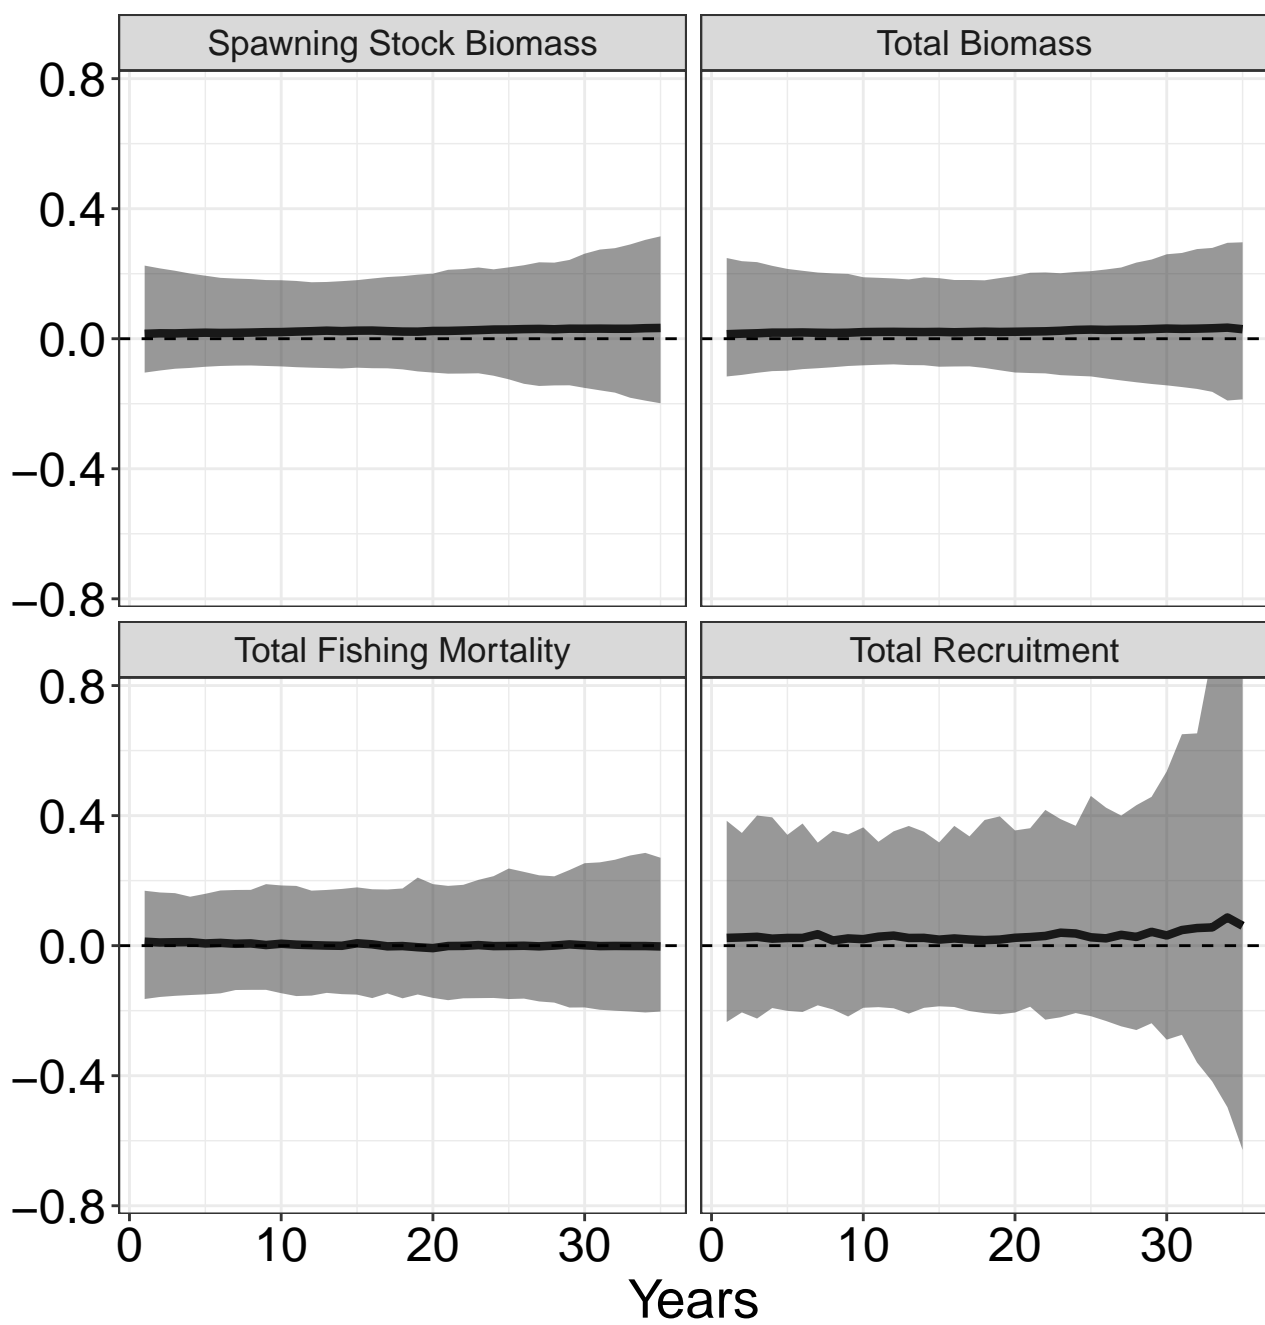 Spawning Stock Biomass
Total Biomass
0.8
0.4
0.0
−0.4
−0.8
Total Fishing Mortality
Total Recruitment
0.8
0.4
0.0
−0.4
−0.8
0 10 20 30
0 10 20 30
Years